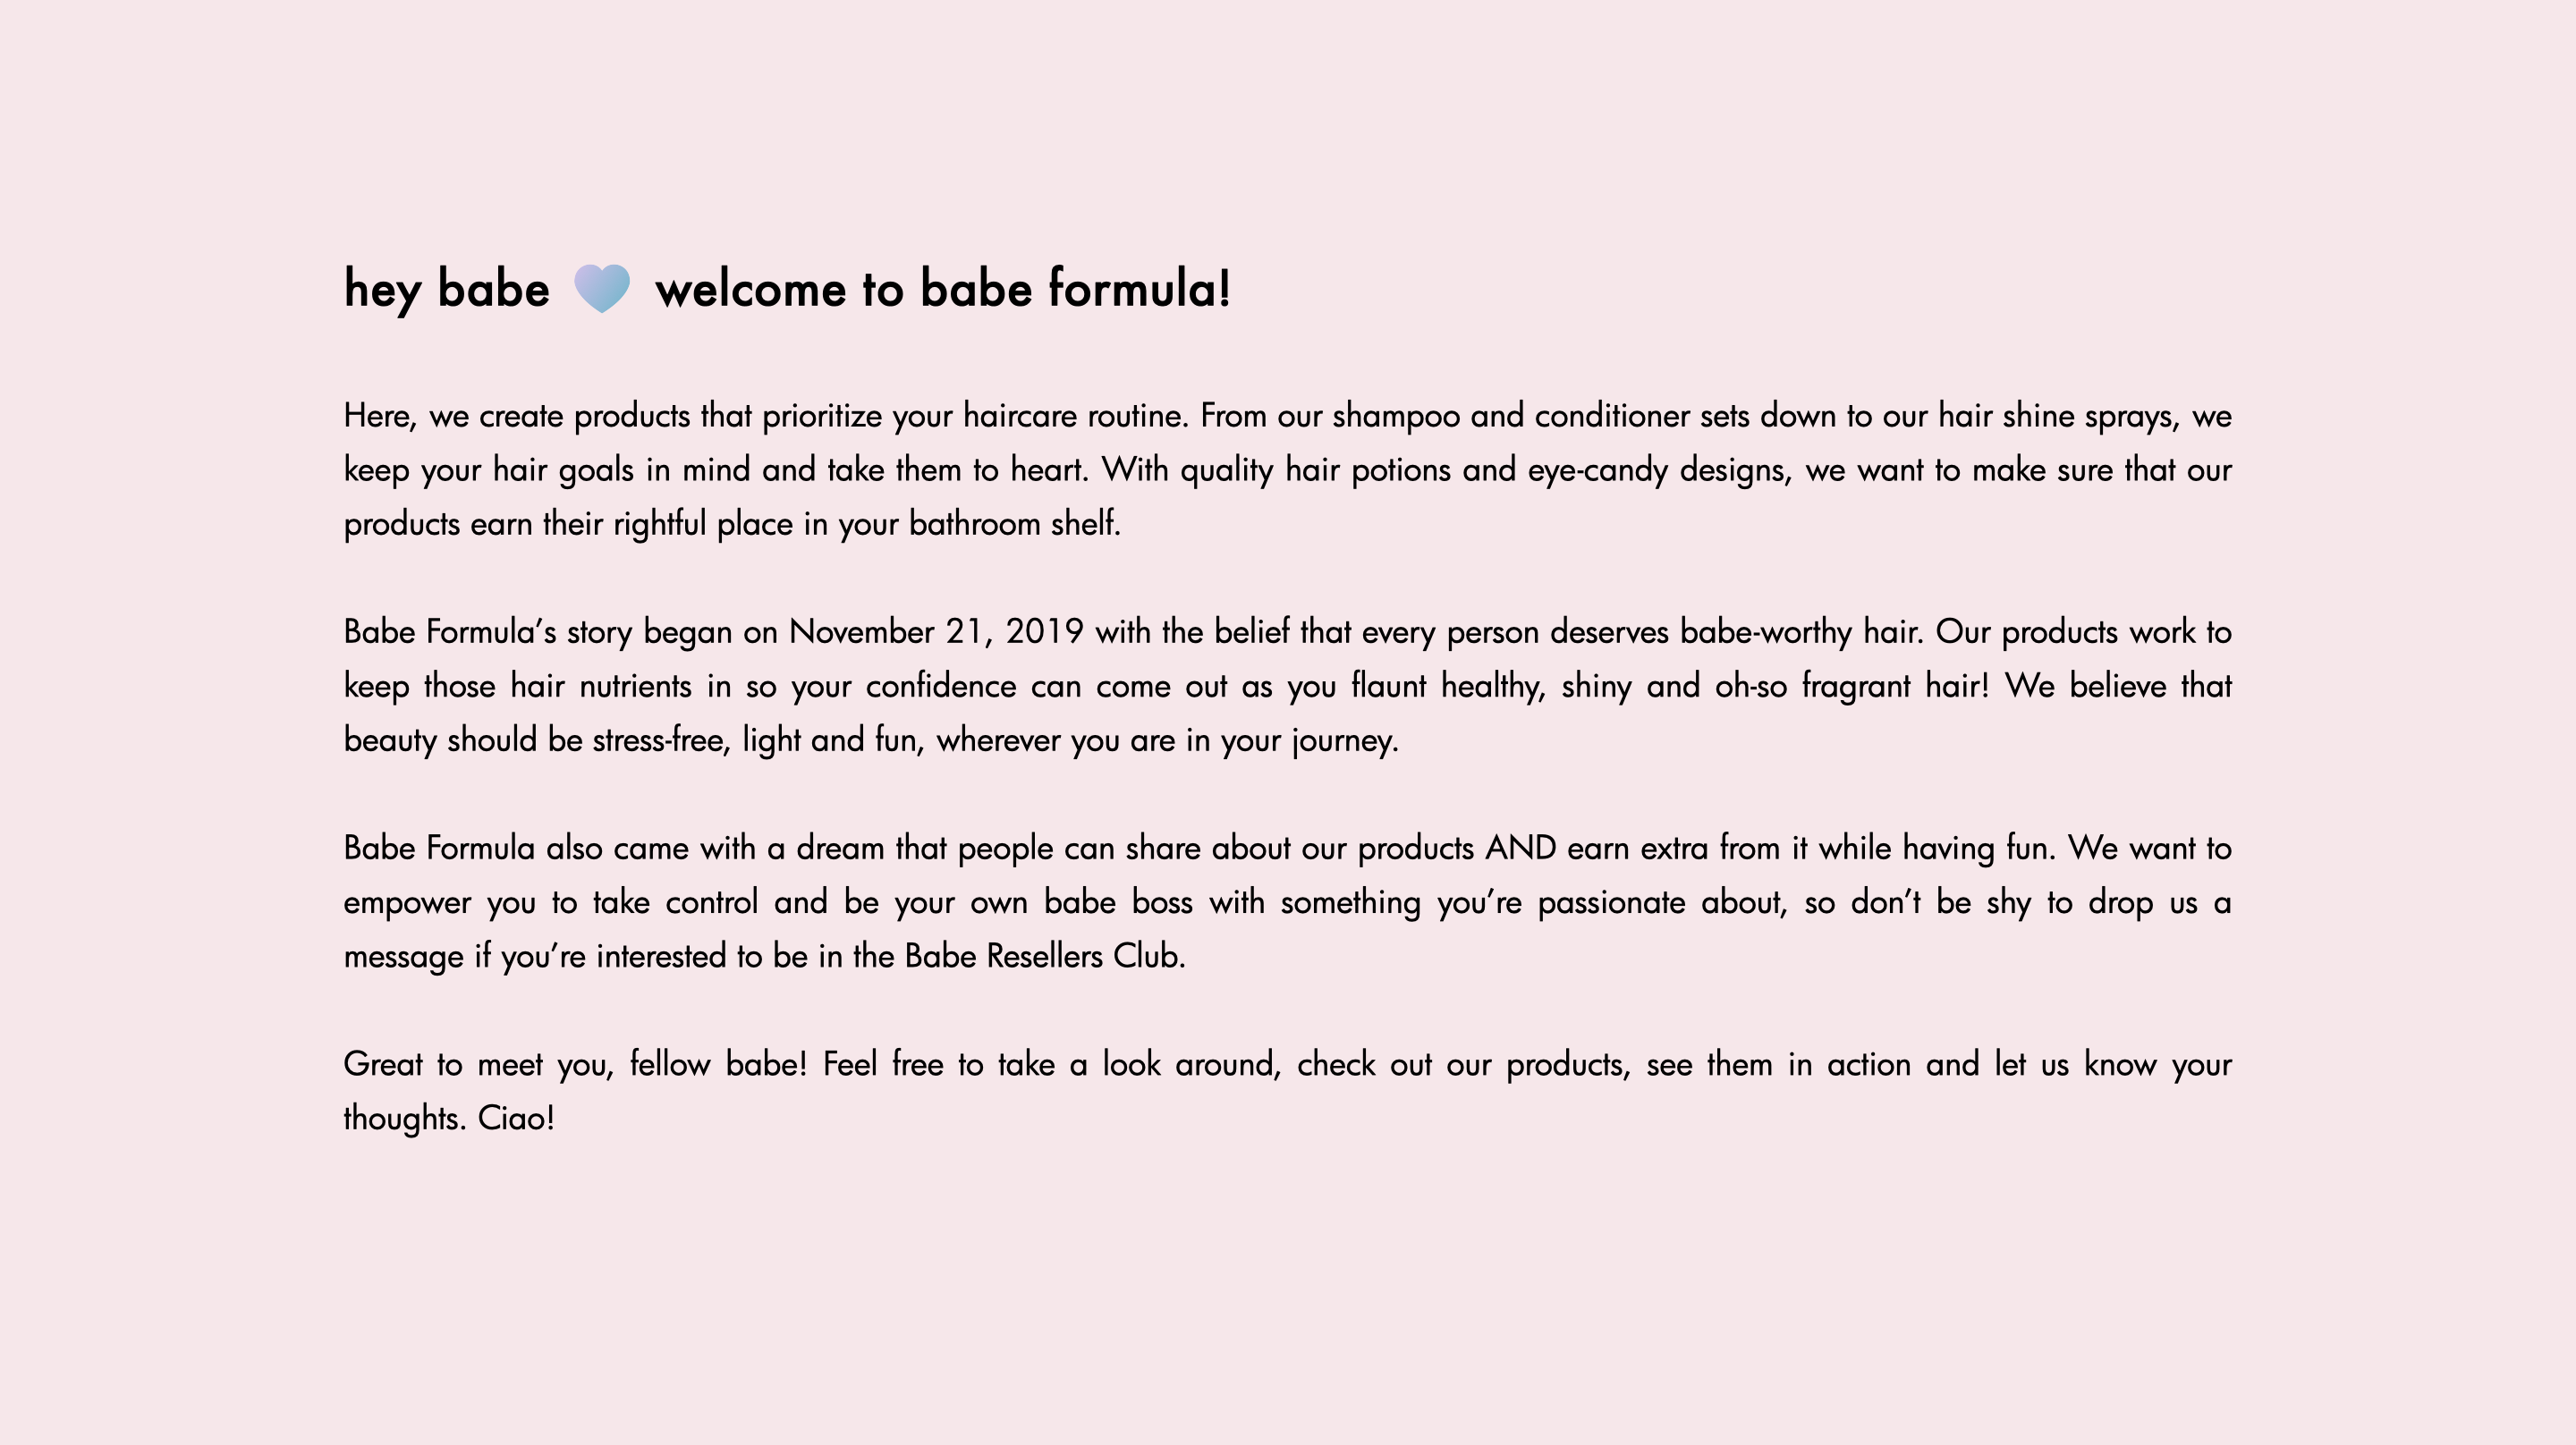 hey babe 💜 welcome to babe formula!
Here, we create products that prioritize your haircare routine. From our shampoo and conditioner sets down to our hair shine sprays, we
keep your hair goals in mind and take them to heart. With quality hair potions and eye-candy designs, we want to make sure that our
products earn their rightful place in your bathroom shelf.
Babe Formula’s story began on November 21, 2019 with the belief that every person deserves babe-worthy hair. Our products work to
keep those hair nutrients in so your confidence can come out as you flaunt healthy, shiny and oh-so fragrant hair! We believe that
beauty should be stress-free, light and fun, wherever you are in your journey.
Babe Formula also came with a dream that people can share about our products AND earn extra from it while having fun. We want to
empower you to take control and be your own babe boss with something you’re passionate about, so don’t be shy to drop us a
message if you’re interested to be in the Babe Resellers Club.
Great to meet you, fellow babe! Feel free to take a look around, check out our products, see them in action and let us know your
thoughts. Ciao!